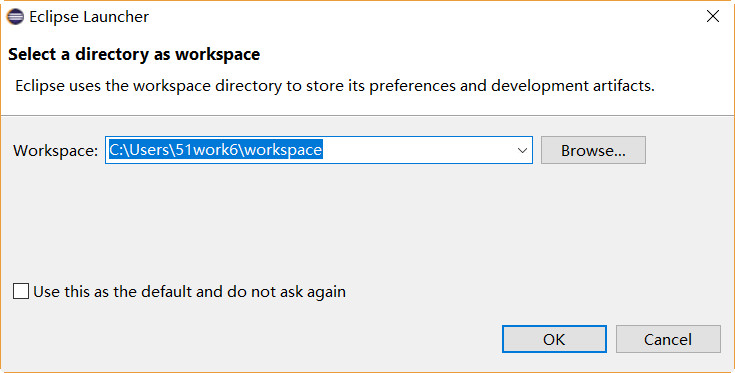 Eclipse Launcher
Select a directory as workspace
Eclipse uses the workspace directory to store its preferences and development artifacts.
Workspace: C:\Users\51work6\workspace Browse...
Use this as the default and do not ask again
OK Cancel